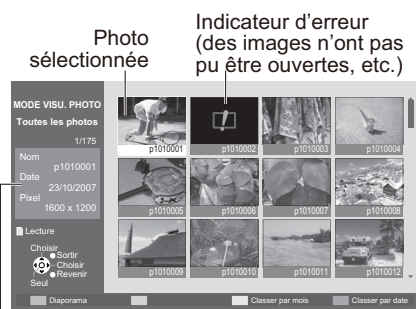 Photo
sélectionnée
Indicateur d'erreur
(des images n'ont pas
pu être ouvertes, etc.)
MODE VISU. PHOTO
Toutes les photos
1/175
Nom
p1010001
Date
23/10/2007
Pixel
1600 x 1200
Lecture
Choisir
Sortir
Choisir
Revenir
Seul
p1010001 p1010002 p1010003 p1010004
p1010005 p1010006 p1010007 p1010008
p1010009 p1010010 p1010011 p1010012
Diaporama Classer par mois Classer par date